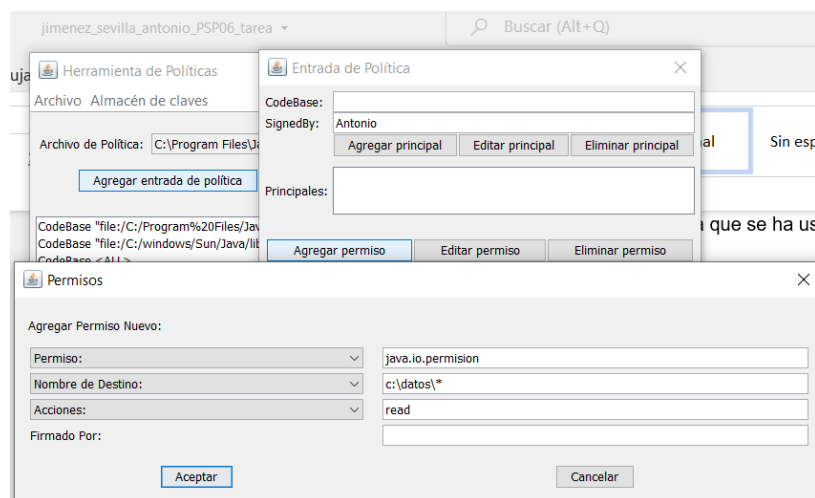 jimenez_sevilla_antonio_PSP06_tarea
Buscar (Alt+Q)
Herramienta de Políticas
Archivo Almacén de claves
Archivo de Política: C:\Program Files\Ja
Agregar entrada de política
CodeBase "file:/C:/Program%20Files/Jav
CodeBase "file:/C:/windows/Sun/Java/lib
CodeBase <ALL>
Entrada de Política
CodeBase:
SignedBy: Antonio
Agregar principal Editar principal Eliminar principal
Principales:
Agregar permiso Editar permiso Eliminar permiso
al Sin esp
que se ha us
Permisos
Agregar Permiso Nuevo:
Permiso: java.io.permision
Nombre de Destino: c:\datos\*
Acciones: read
Firmado Por:
Aceptar Cancelar